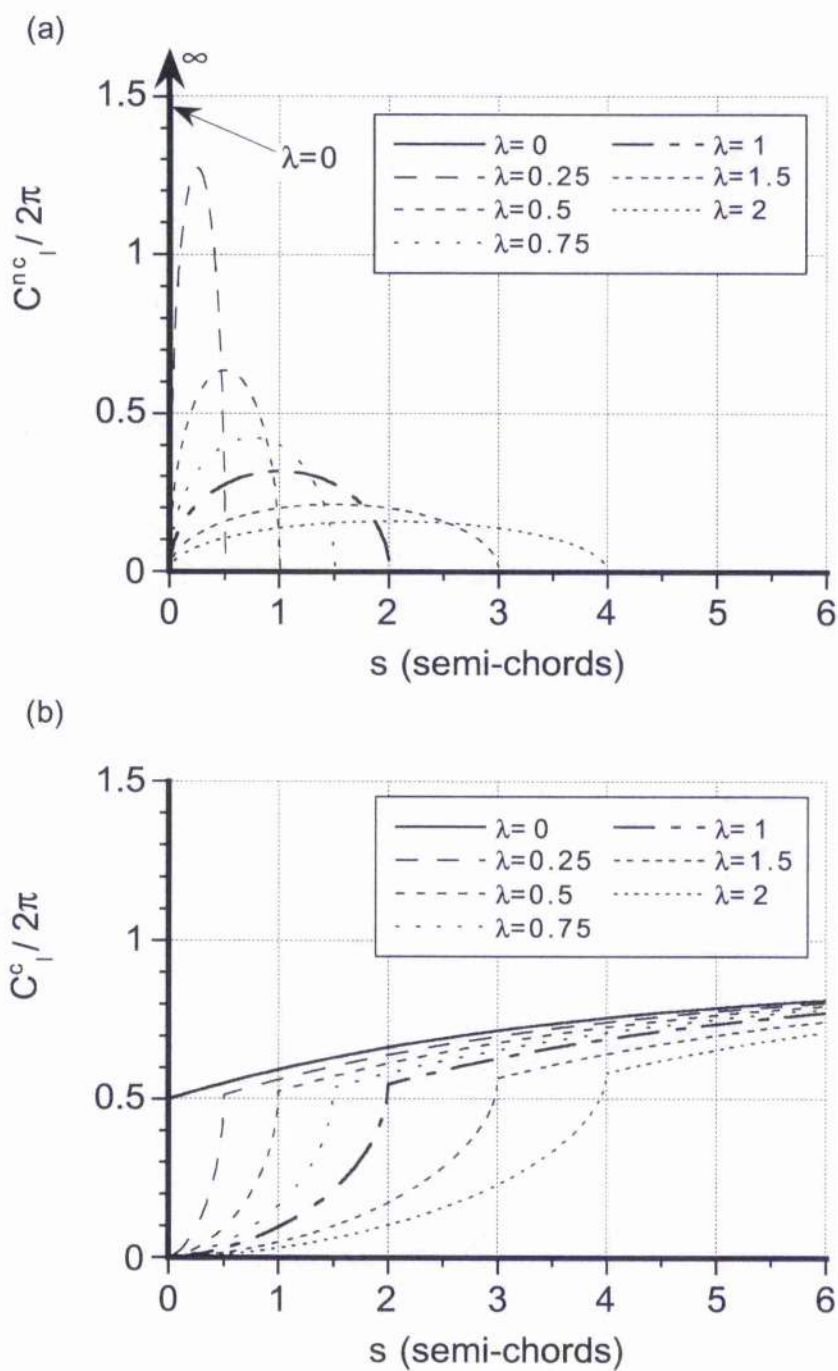 (a)
∞
1.5
λ=0
λ=0 λ=1
λ=0.25 λ=1.5
λ=0.5 λ=2
λ=0.75
1
0.5
0
C^{nc}_l / 2π
0 1 2 3 4 5 6
s (semi-chords)
(b)
1.5
λ=0 λ=1
λ=0.25 λ=1.5
λ=0.5 λ=2
λ=0.75
1
0.5
0
C^c_l / 2π
0 1 2 3 4 5 6
s (semi-chords)